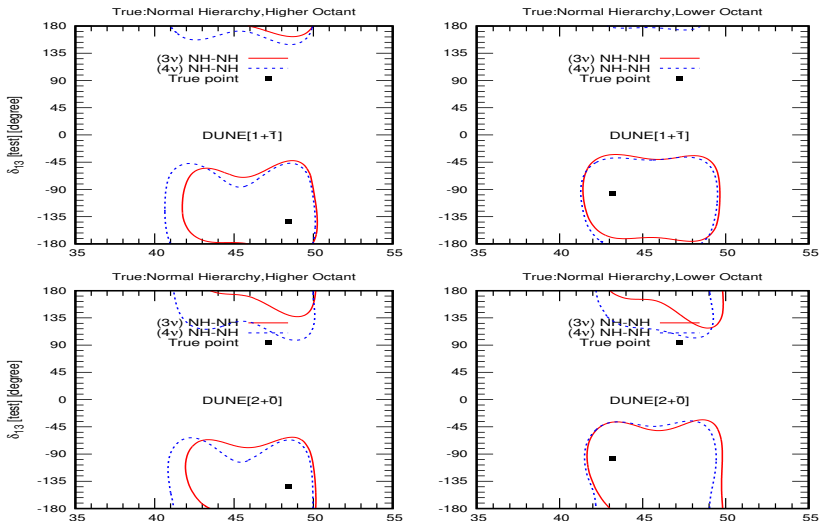 True:Normal Hierarchy,Higher Octant
180
135
90
45
0
-45
-90
-135
-180
35
40
45
50
55
δ13 [test] [degree]
(3ν) NH-NH
(4ν) NH-NH
True point
DUNE[1+1̄]
True:Normal Hierarchy,Lower Octant
180
135
90
45
0
-45
-90
-135
-180
35
40
45
50
55
(3ν) NH-NH
(4ν) NH-NH
True point
DUNE[1+1̄]
True:Normal Hierarchy,Higher Octant
180
135
90
45
0
-45
-90
-135
-180
35
40
45
50
55
δ13 [test] [degree]
(3ν) NH-NH
(4ν) NH-NH
True point
DUNE[2+0̄]
True:Normal Hierarchy,Lower Octant
180
135
90
45
0
-45
-90
-135
-180
35
40
45
50
55
(3ν) NH-NH
(4ν) NH-NH
True point
DUNE[2+0̄]